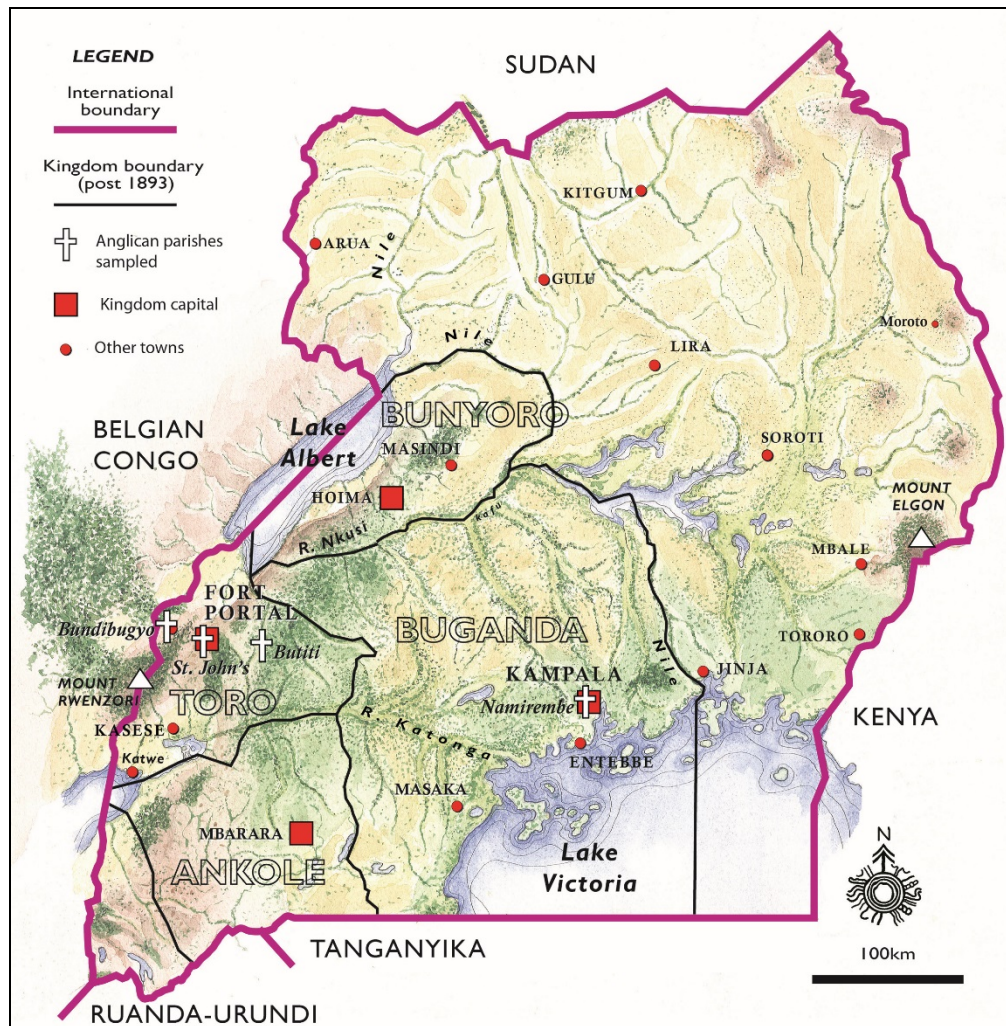 LEGEND
International
boundary
Kingdom boundary
(post 1893)
Anglican parishes
sampled
Kingdom capital
Other towns
SUDAN
KITGUM
ARUA
Nile
GULU
Moroto
Nile
LIRA
BUNYORO
BELGIAN
CONGO
Lake
Albert
MASINDI
SOROTI
HOIMA
MOUNT
ELGON
R. Nkusi
Kafu
MBALE
FORT
PORTAL
Bundibugyo
St. John's
Butiti
BUGANDA
TORORO
MOUNT
RWENZORI
TORO
KAMPALA
Namirembe
Nile
JINJA
KASESE
R. Katonga
KENYA
Katwe
ENTEBBE
MASAKA
MBARARA
ANKOLE
Lake
Victoria
N
TANGANYIKA
100km
RUANDA-URUNDI